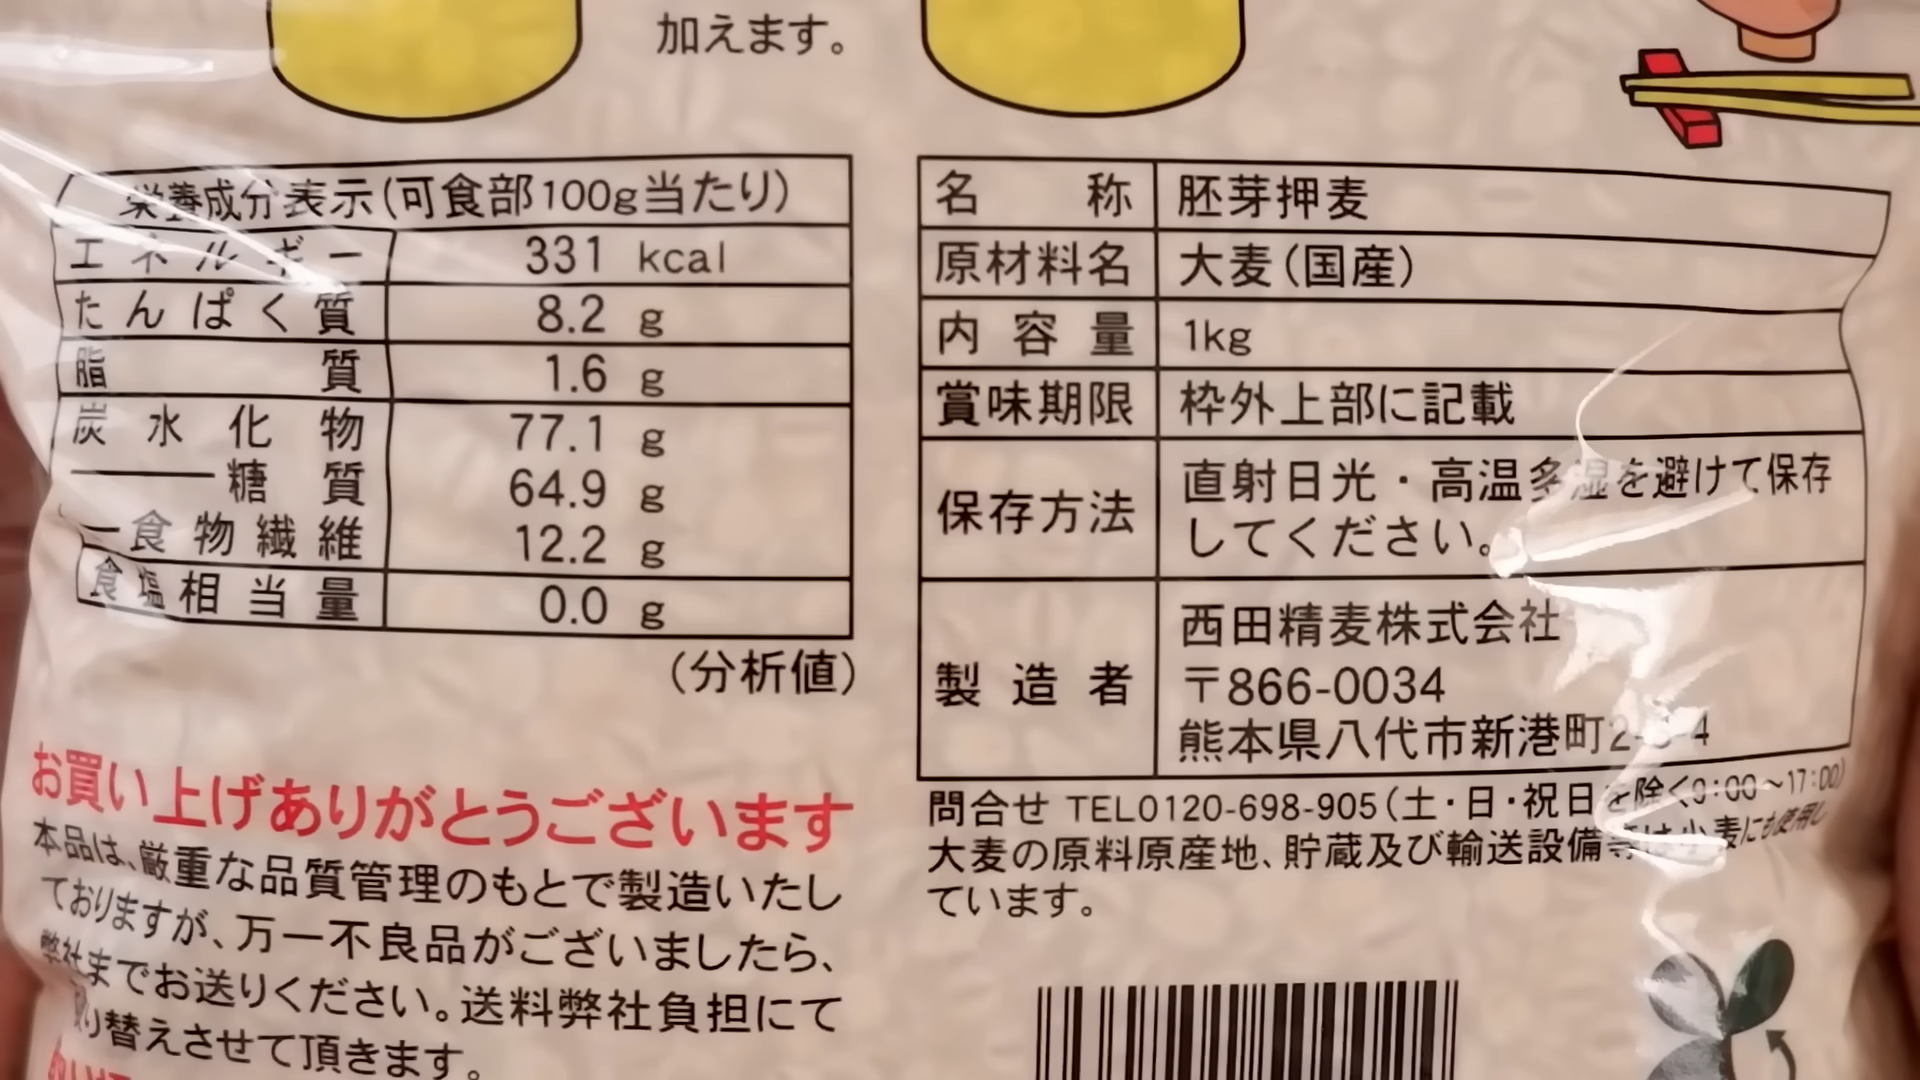 加えます。
栄養成分表示(可食部100g当たり)
エネルギー 331 kcal
たんぱく質 8.2 g
脂質 1.6 g
炭水化物 77.1 g
糖質 64.9 g
食物繊維 12.2 g
食塩相当量 0.0 g
(分析値)
お買い上げありがとうございます
本品は、厳重な品質管理のもとで製造いたし
ておりますが、万一不良品がございましたら、
弊社までお送りください。送料弊社負担にて
取り替えさせて頂きます。
名称 胚芽押麦
原材料名 大麦(国産)
内容量 1kg
賞味期限 枠外上部に記載
保存方法 直射日光・高温多湿を避けて保存
してください。
製造者 西田精麦株式会社
〒866-0034
熊本県八代市新港町
問合せ TEL0120-698-905(土・日・祝日を除く9:00~17:00)
大麦の原料原産地、貯蔵及び輸送設備等は小麦にも使用し
ています。